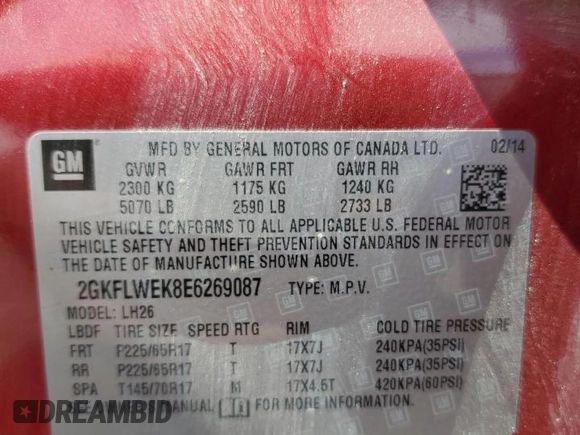 GM
MFD BY GENERAL MOTORS OF CANADA LTD. 02/14
GVWR GAWR FRT GAWR RR
2300 KG 1175 KG 1240 KG
5070 LB 2590 LB 2733 LB
THIS VEHICLE CONFORMS TO ALL APPLICABLE U.S. FEDERAL MOTOR
VEHICLE SAFETY AND THEFT PREVENTION STANDARDS IN EFFECT ON
THE DATE OF MANUFACTURE SHOWN ABOVE.
2GKFLWEK8E6269087 TYPE: M.P.V.
MODEL: LH26
LBDF TIRE SIZE SPEED RTG RIM COLD TIRE PRESSURE
FRT P225/65R17 T 17X7J 240KPA(35PSI)
RR P225/65R17 T 17X7J 240KPA(35PSI)
SPA T145/70R17 M 17X4.5T 420KPA(60PSI)
SEE OWNERS MANUAL FOR MORE INFORMATION.
DREAMBID